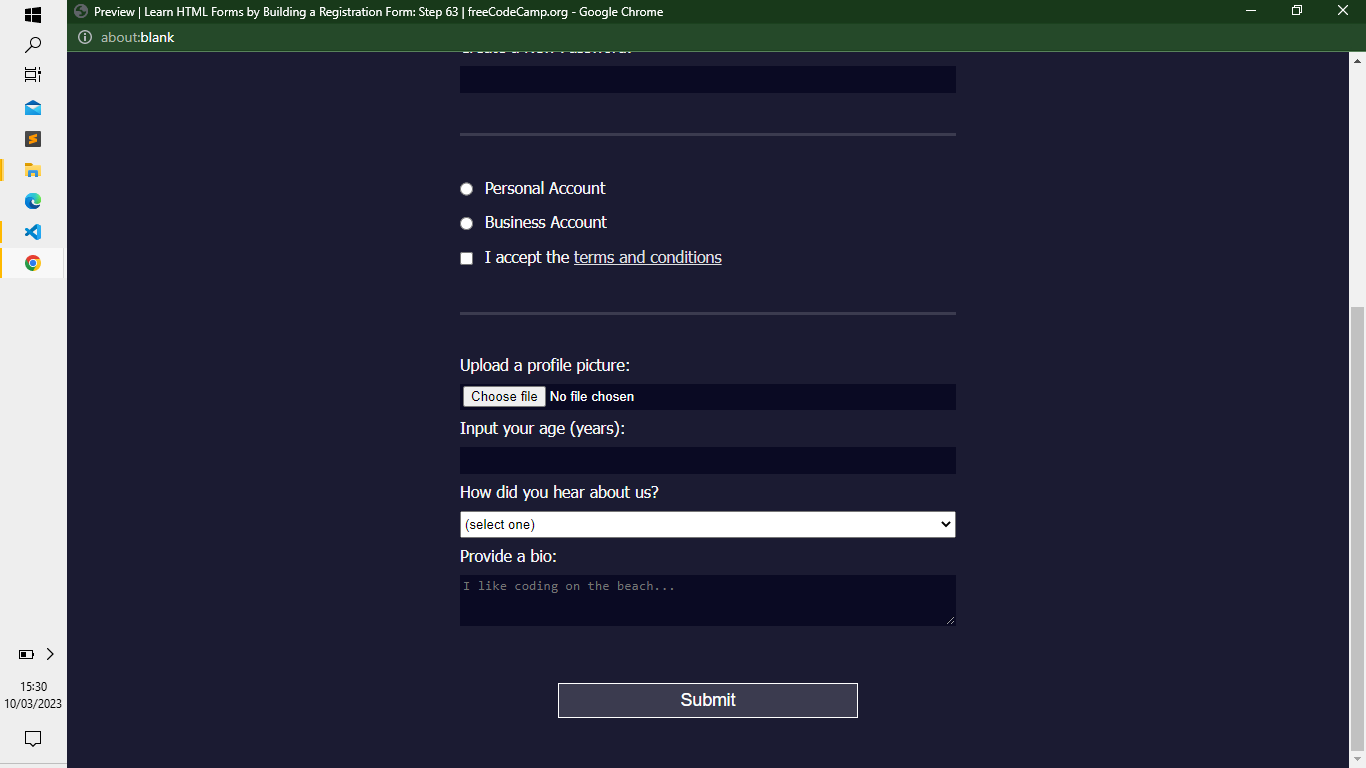 Preview | Learn HTML Forms by Building a Registration Form: Step 63 | freeCodeCamp.org - Google Chrome
about:blank
Personal Account
Business Account
I accept the terms and conditions
Upload a profile picture:
Choose file No file chosen
Input your age (years):
How did you hear about us?
(select one)
Provide a bio:
I like coding on the beach...
Submit
15:30
10/03/2023